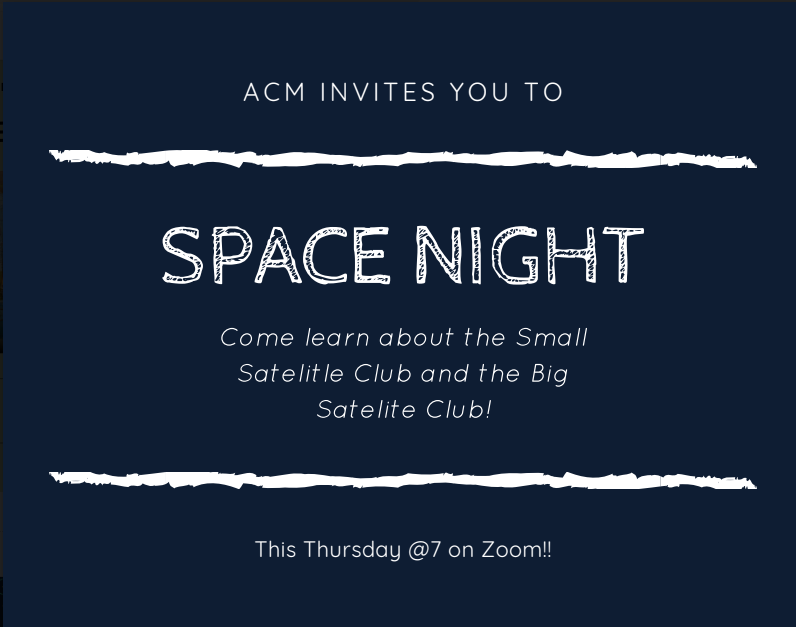 ACM INVITES YOU TO
SPACE NIGHT
Come learn about the Small
Satelitle Club and the Big
Satelite Club!
This Thursday @7 on Zoom!!